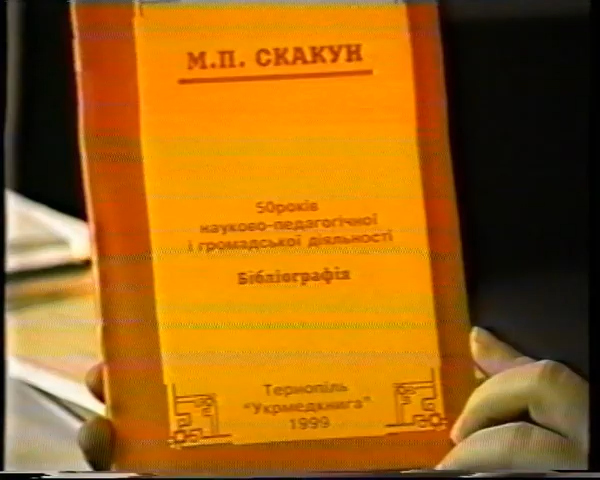 М.П. СКАКУН
50років
науково-педагогічної
і громадської діяльності
Бібліографія
Тернопіль
"Укрмедкнига"
1999